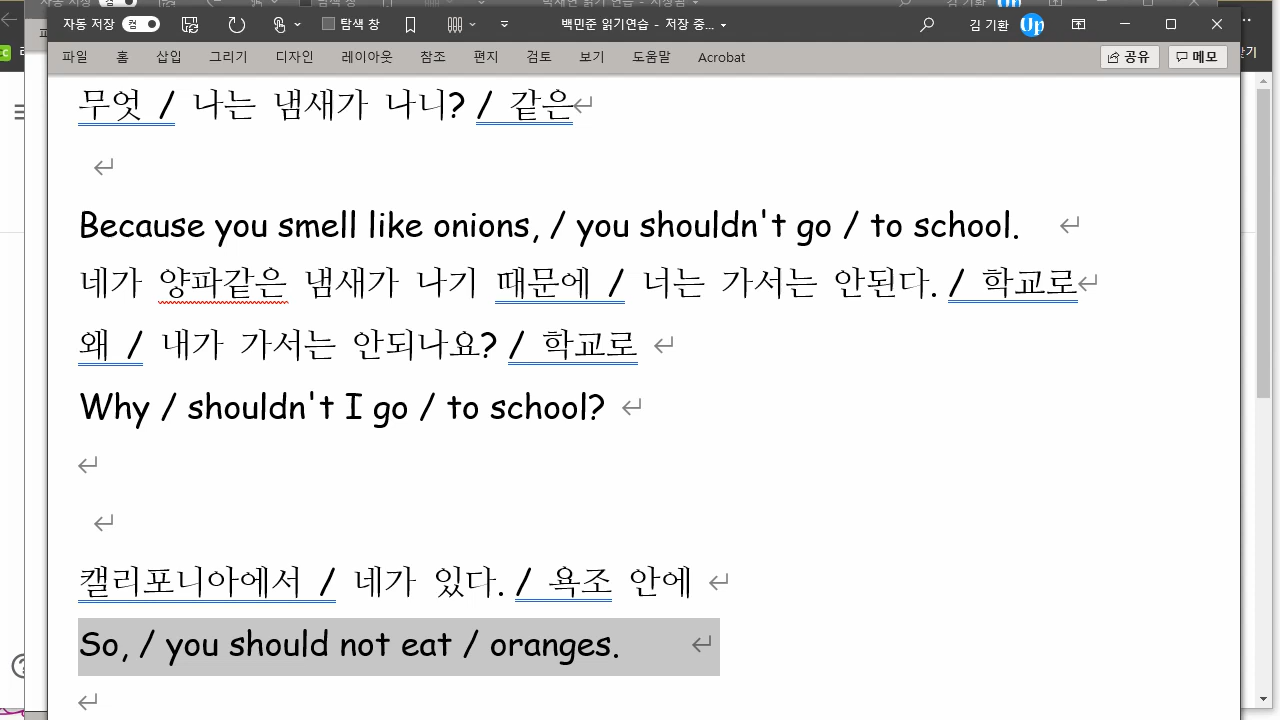 자동 저장 켬 탐색 창 백민준 읽기연습 - 저장 중... 김 기환 Up
파일 홈 삽입 그리기 디자인 레이아웃 참조 편지 검토 보기 도움말 Acrobat 공유 메모
무엇 / 나는 냄새가 나니? / 같은
Because you smell like onions, / you shouldn't go / to school.
네가 양파같은 냄새가 나기 때문에 / 너는 가서는 안된다. / 학교로
왜 / 내가 가서는 안되나요? / 학교로
Why / shouldn't I go / to school?
캘리포니아에서 / 네가 있다. / 욕조 안에
So, / you should not eat / oranges.